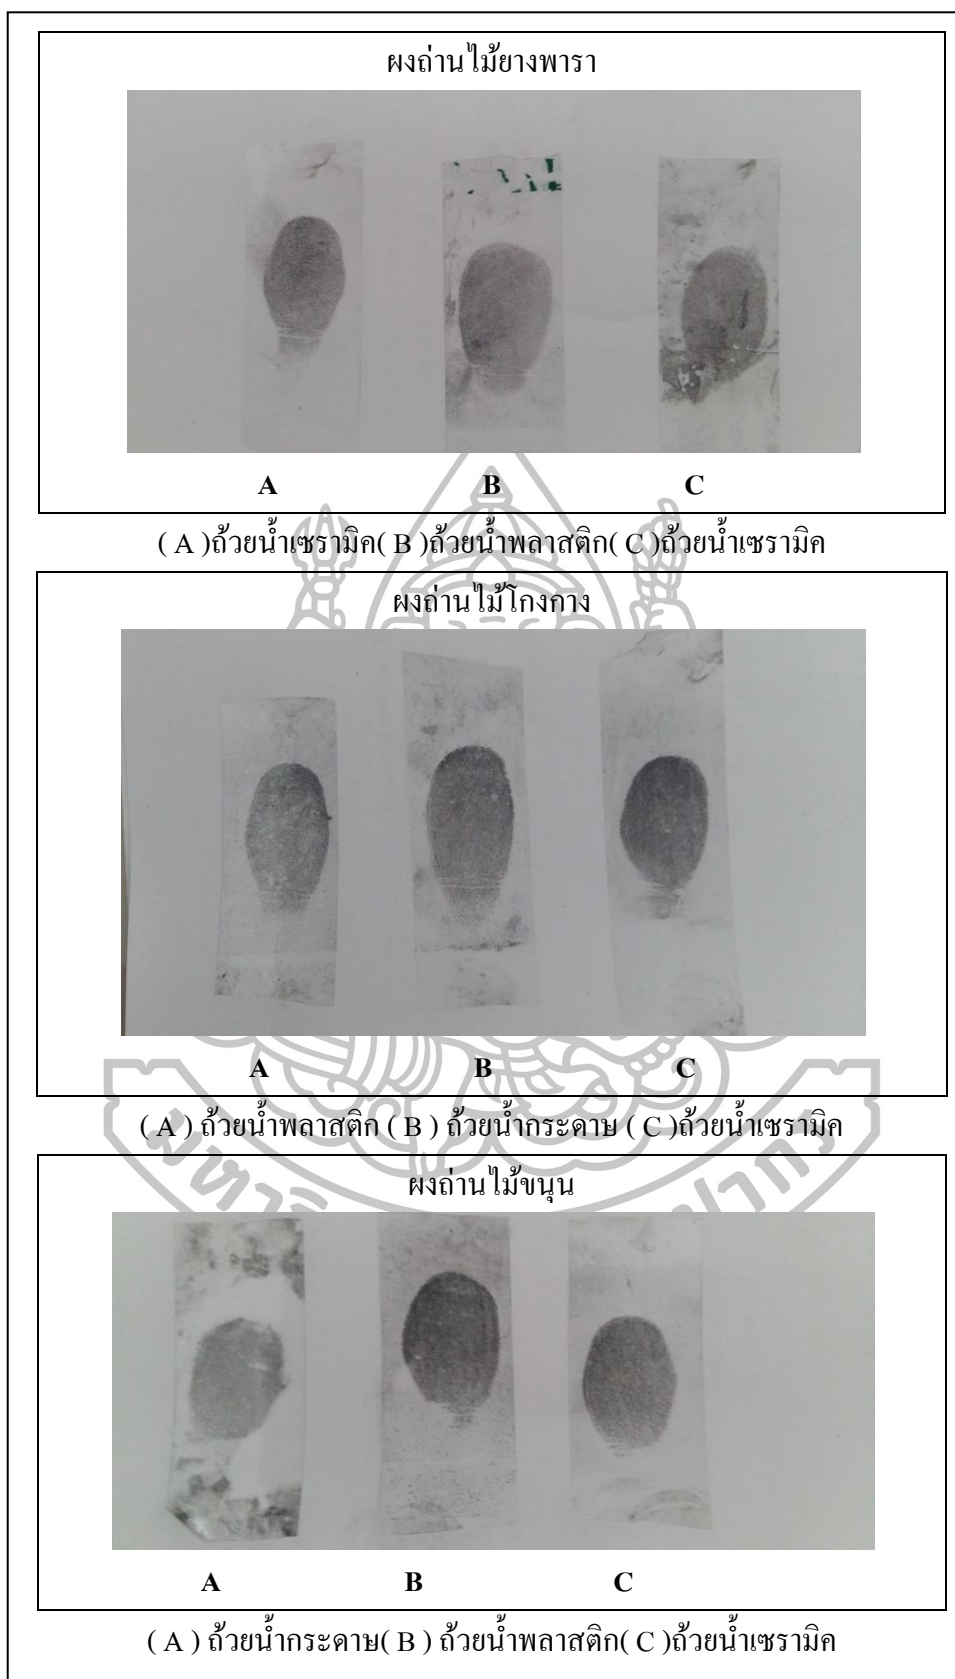 ผงถ่านไม้ยางพารา
A B C
( A )ถ้วยน้ำเซรามิค( B )ถ้วยน้ำพลาสติก( C )ถ้วยน้ำเซรามิค
ผงถ่านไม้โกงกาง
A B C
( A ) ถ้วยน้ำพลาสติก ( B ) ถ้วยน้ำกระดาษ ( C )ถ้วยน้ำเซรามิค
ผงถ่านไม้ขนุน
A B C
( A ) ถ้วยน้ำกระดาษ( B ) ถ้วยน้ำพลาสติก( C )ถ้วยน้ำเซรามิค